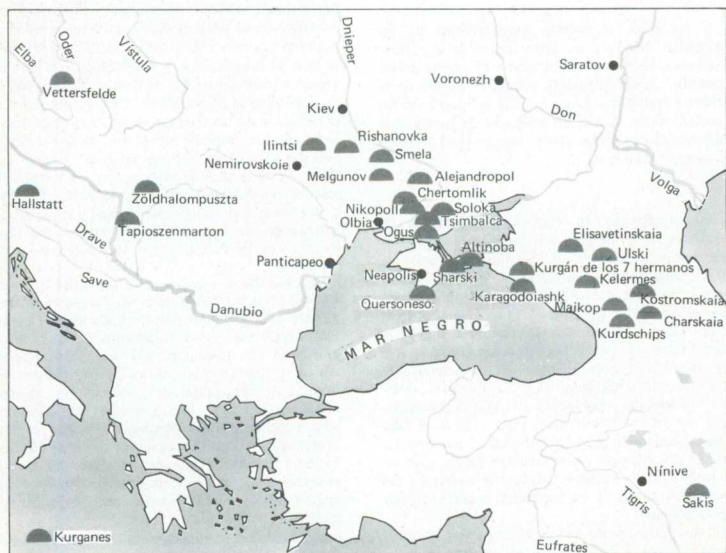 Elba
Oder
Vístula
Dnieper
Vettersfelde
Voronezh
Saratov
Don
Kiev
Ilintsi
Rishanovka
Nemirovskoie
Smela
Melgunov
Alejandropol
Volga
Hallstatt
Zöldhalompuszta
Chertomlik
Nikopoll
Soloka
Tapioszenmarton
Olbia
Tsimbalca
Ogus
Elisavetinskaia
Drave
Altinoba
Ulski
Save
Panticapeo
Neapolis
Sharski
Kurgán de los 7 hermanos
Kelermes
Danubio
Quersoneso
Karagodoiashk
Kostromskaia
Maikop
Charskaia
Kurdschips
MAR NEGRO
Nínive
Tigris
Sakis
Kurganes
Eufrates